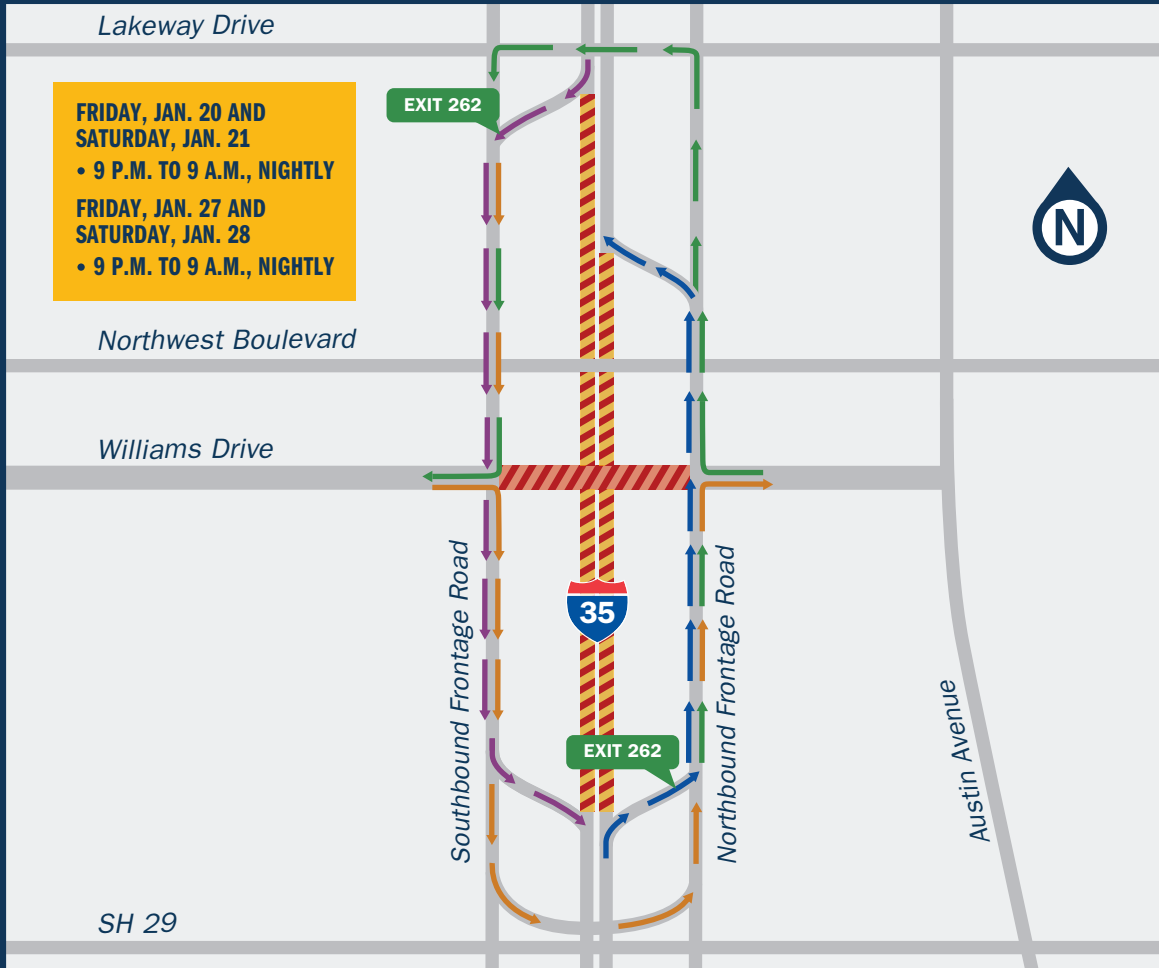 Lakeway Drive
EXIT 262
FRIDAY, JAN. 20 AND
SATURDAY, JAN. 21
• 9 P.M. TO 9 A.M., NIGHTLY
FRIDAY, JAN. 27 AND
SATURDAY, JAN. 28
• 9 P.M. TO 9 A.M., NIGHTLY
N
Northwest Boulevard
Williams Drive
35
Southbound Frontage Road
Northbound Frontage Road
EXIT 262
Austin Avenue
SH 29